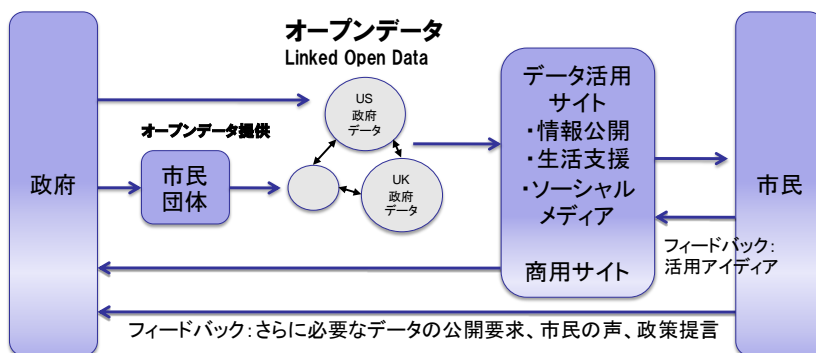 オープンデータ
Linked Open Data
政府
オープンデータ提供
市民
団体
US
政府
データ
UK
政府
データ
データ活用
サイト
・情報公開
・生活支援
・ソーシャル
メディア
商用サイト
市民
フィードバック：
活用アイディア
フィードバック：さらに必要なデータの公開要求、市民の声、政策提言